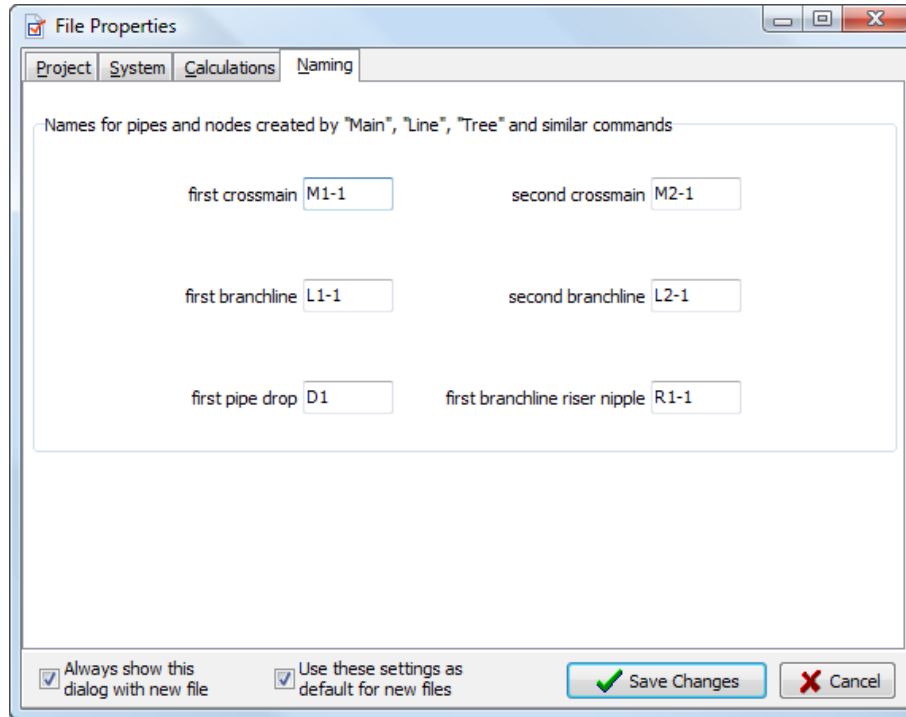 File Properties
Project System Calculations Naming
Names for pipes and nodes created by "Main", "Line", "Tree" and similar commands
first crossmain M1-1 second crossmain M2-1
first branchline L1-1 second branchline L2-1
first pipe drop D1 first branchline riser nipple R1-1
Always show this
dialog with new file
Use these settings as
default for new files
Save Changes
Cancel